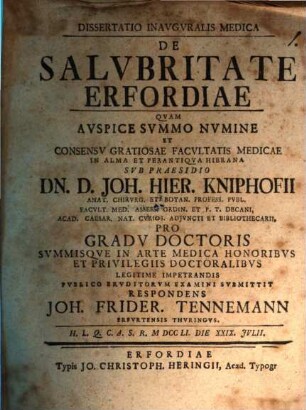 DISSERTATIO INAVGVRALIS MEDICA
DE
SALVBRITATE
ERFORDIAE
QVAM
AVSPICE SVMMO NVMINE
ET
CONSENSV GRATIOSAE FACVLTATIS MEDICAE
IN ALMA ET PERANTIQVA HIERANA
SVB PRAESIDIO
DN. D. JOH. HIER. KNIPHOFII
ANAT. CHIRVRG. ET BOTAN. PROFESS. PVBL.
FACVLT. MED. ASSESS. ORDIN. ET P. T. DECANI,
ACAD. CAESAR. NAT. CVRIOS. ADJVNCTI ET BIBLIOTHECARII,
PRO
GRADV DOCTORIS
SVMMISQVE IN ARTE MEDICA HONORIBVS
ET PRIVILEGIIS DOCTORALIBVS
LEGITIME IMPETRANDIS
PVBLICO ERVDITORVM EXAMINI SVBMITTIT
RESPONDENS
JOH. FRIDER. TENNEMANN
ERFVRTENSIS THVRINGVS.
H. L. Q. C. A. S. R. M DCC LI. DIE XXIX. JVLII.
ERFORDIAE
Typis JO. CHRISTOPH. HERINGII, Acad. Typogr